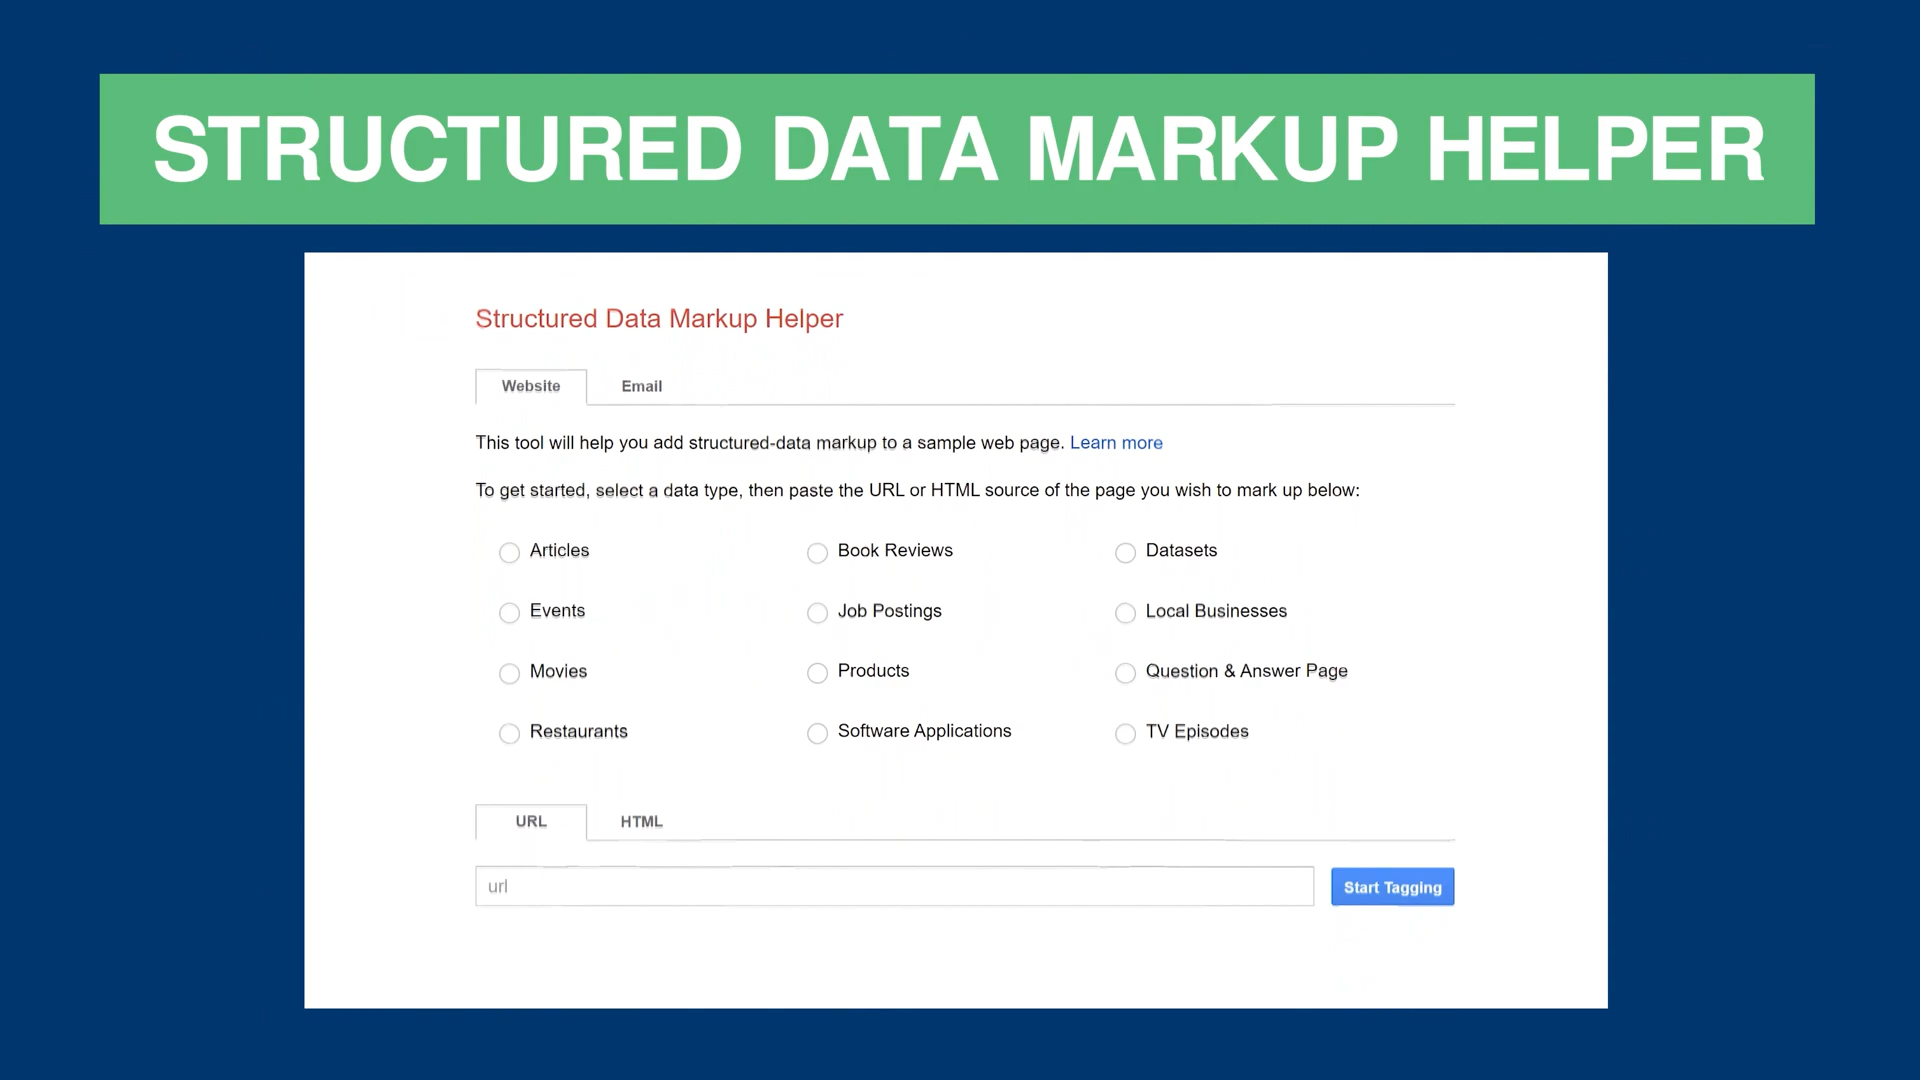 STRUCTURED DATA MARKUP HELPER
Structured Data Markup Helper
Website Email
This tool will help you add structured-data markup to a sample web page. Learn more
To get started, select a data type, then paste the URL or HTML source of the page you wish to mark up below:
Articles Book Reviews Datasets
Events Job Postings Local Businesses
Movies Products Question & Answer Page
Restaurants Software Applications TV Episodes
URL HTML
url Start Tagging